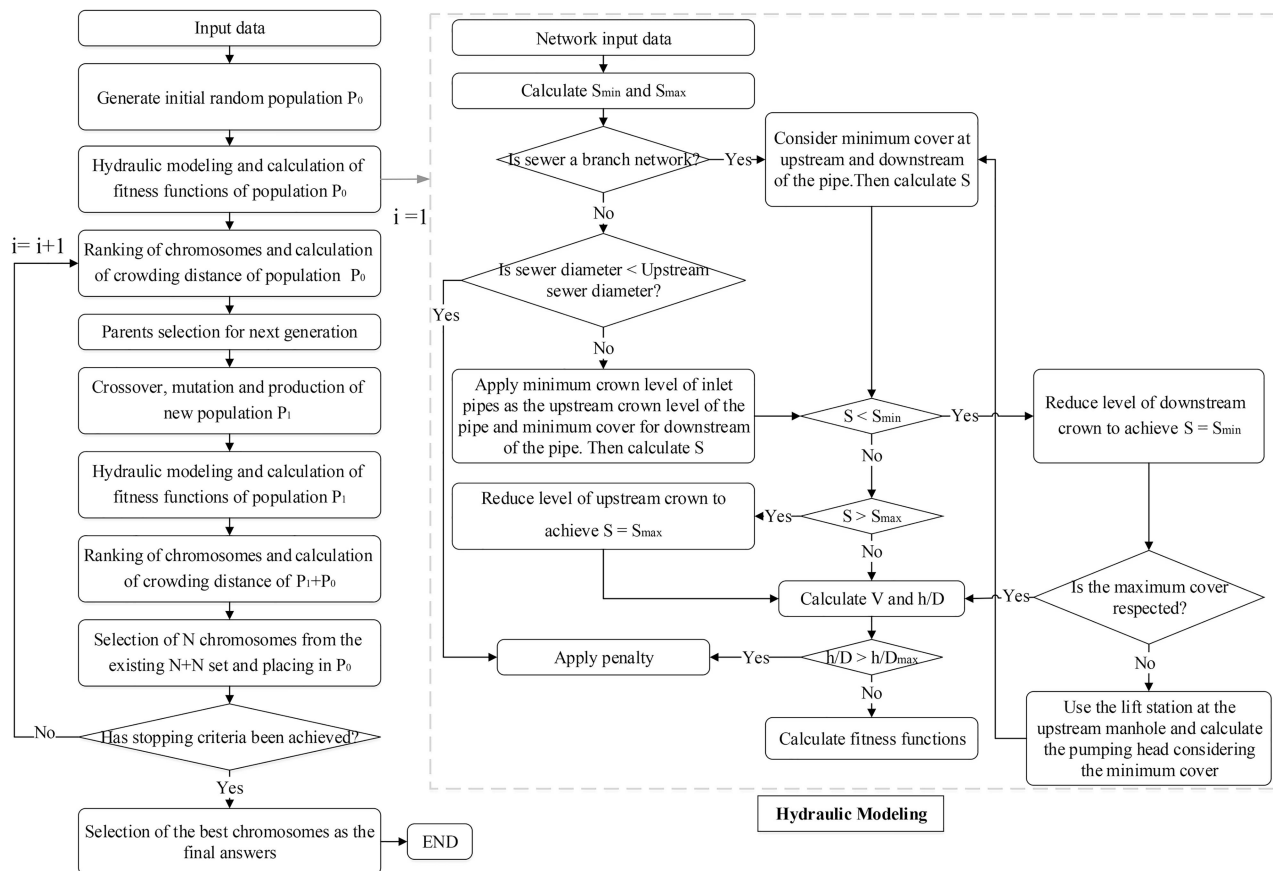 Input data
Generate initial random population P₀
Hydraulic modeling and calculation of
fitness functions of population P₀
i =1
i= i+1
Ranking of chromosomes and calculation
of crowding distance of population P₀
Parents selection for next generation
Crossover, mutation and production of
new population P₁
Hydraulic modeling and calculation of
fitness functions of population P₁
Ranking of chromosomes and calculation
of crowding distance of P₁+P₀
Selection of N chromosomes from the
existing N+N set and placing in P₀
No
Has stopping criteria been achieved?
Yes
Selection of the best chromosomes as the
final answers
END
Network input data
Calculate Smin and Smax
Is sewer a branch network?
Yes
Consider minimum cover at
upstream and downstream
of the pipe.Then calculate S
No
Is sewer diameter < Upstream
sewer diameter?
Yes
No
Apply minimum crown level of inlet
pipes as the upstream crown level of the
pipe and minimum cover for downstream
of the pipe. Then calculate S
S < Smin
Yes
Reduce level of downstream
crown to achieve S = Smin
No
Reduce level of upstream crown to
achieve S = Smax
Yes
S > Smax
No
Calculate V and h/D
Yes
Is the maximum cover
respected?
Apply penalty
Yes
h/D > h/Dmax
No
No
Calculate fitness functions
Use the lift station at the
upstream manhole and calculate
the pumping head considering
the minimum cover
Hydraulic Modeling